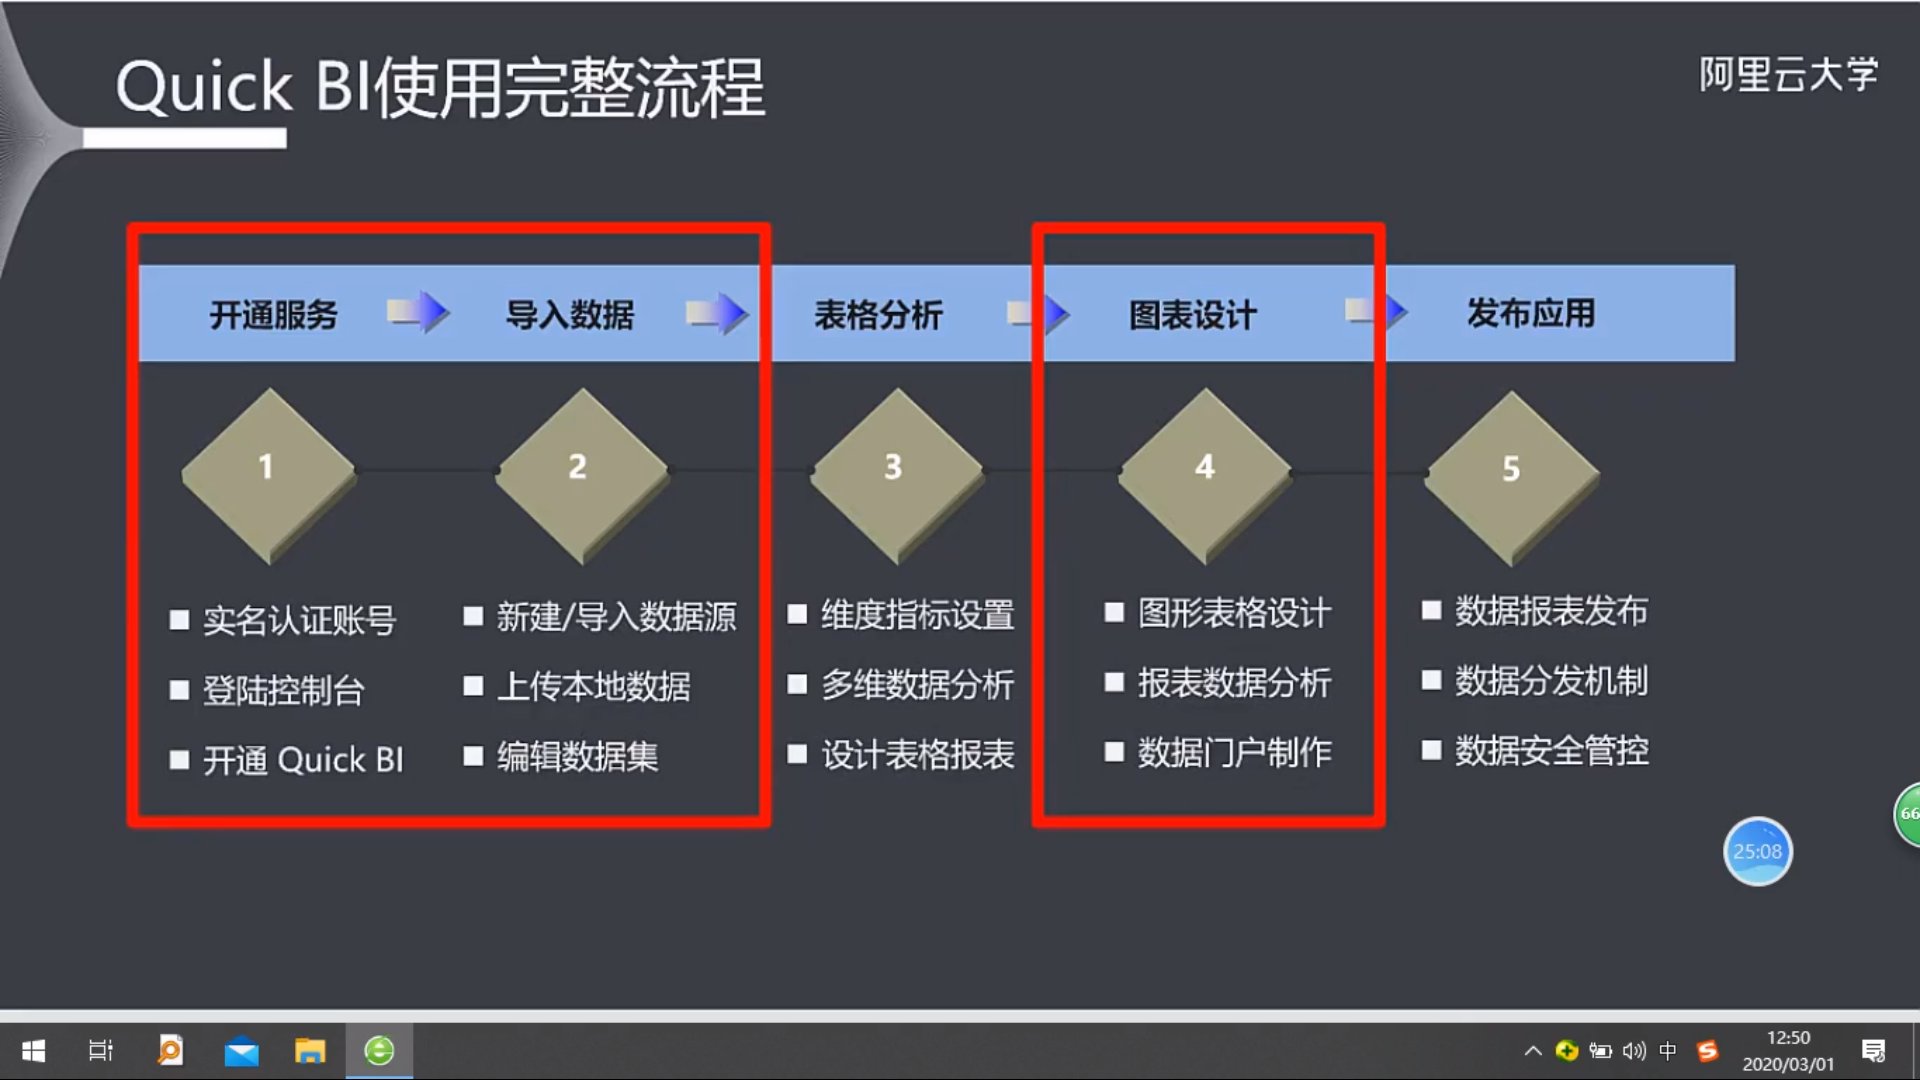 Quick BI使用完整流程
阿里云大学
开通服务
导入数据
表格分析
图表设计
发布应用
1
2
3
4
5
实名认证账号
登陆控制台
开通 Quick BI
新建/导入数据源
上传本地数据
编辑数据集
维度指标设置
多维数据分析
设计表格报表
图形表格设计
报表数据分析
数据门户制作
数据报表发布
数据分发机制
数据安全管控
66
25:08
中
12:50
2020/03/01